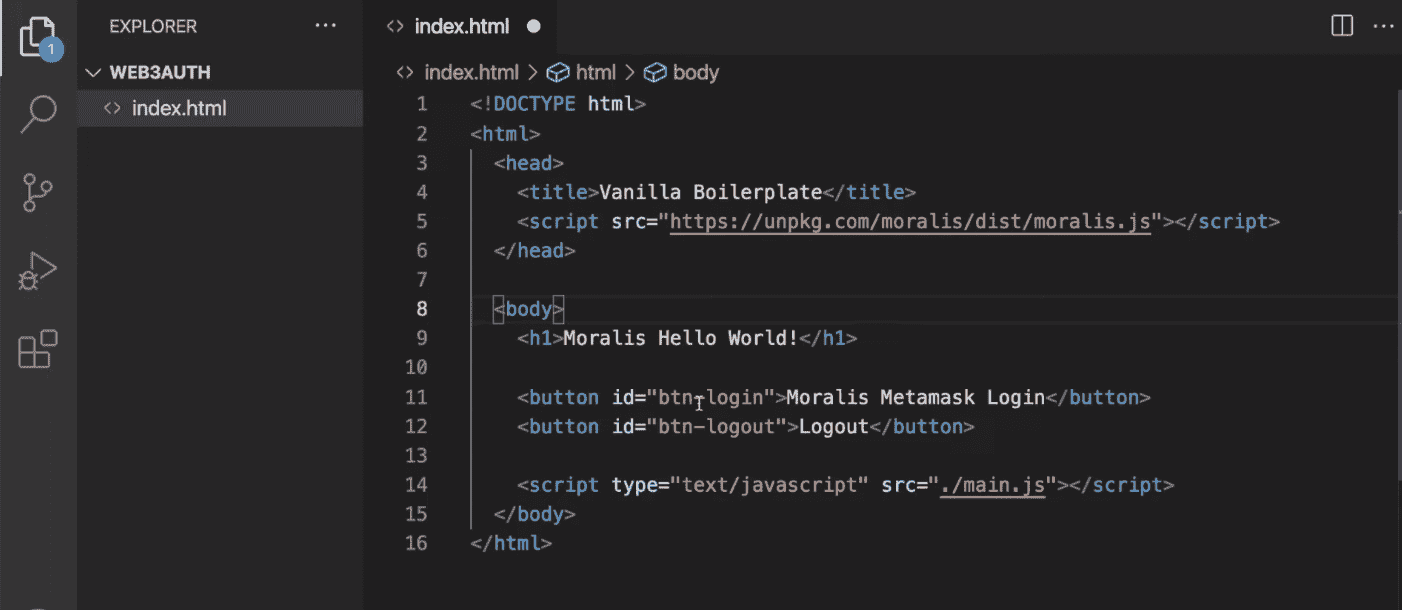 EXPLORER ...
index.html
1
WEB3AUTH
index.html
index.html > html > body
1 <!DOCTYPE html>
2 <html>
3 <head>
4 <title>Vanilla Boilerplate</title>
5 <script src="https://unpkg.com/moralis/dist/moralis.js"></script>
6 </head>
7
8 <body>
9 <h1>Moralis Hello World!</h1>
10
11 <button id="btn-login">Moralis Metamask Login</button>
12 <button id="btn-logout">Logout</button>
13
14 <script type="text/javascript" src="./main.js"></script>
15 </body>
16 </html>